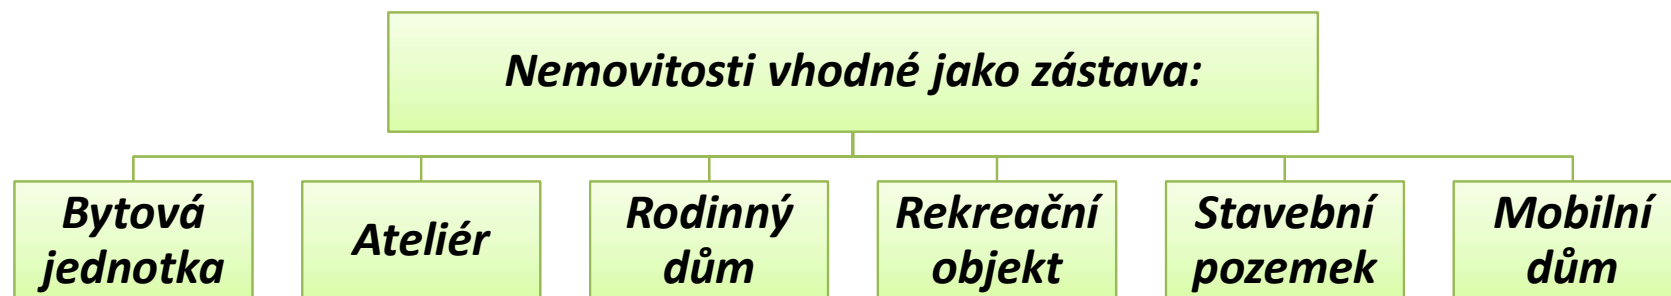 Nemovitosti vhodné jako zástava:
Bytová
jednotka
Ateliér
Rodinný
dům
Rekreační
objekt
Stavební
pozemek
Mobilní
dům